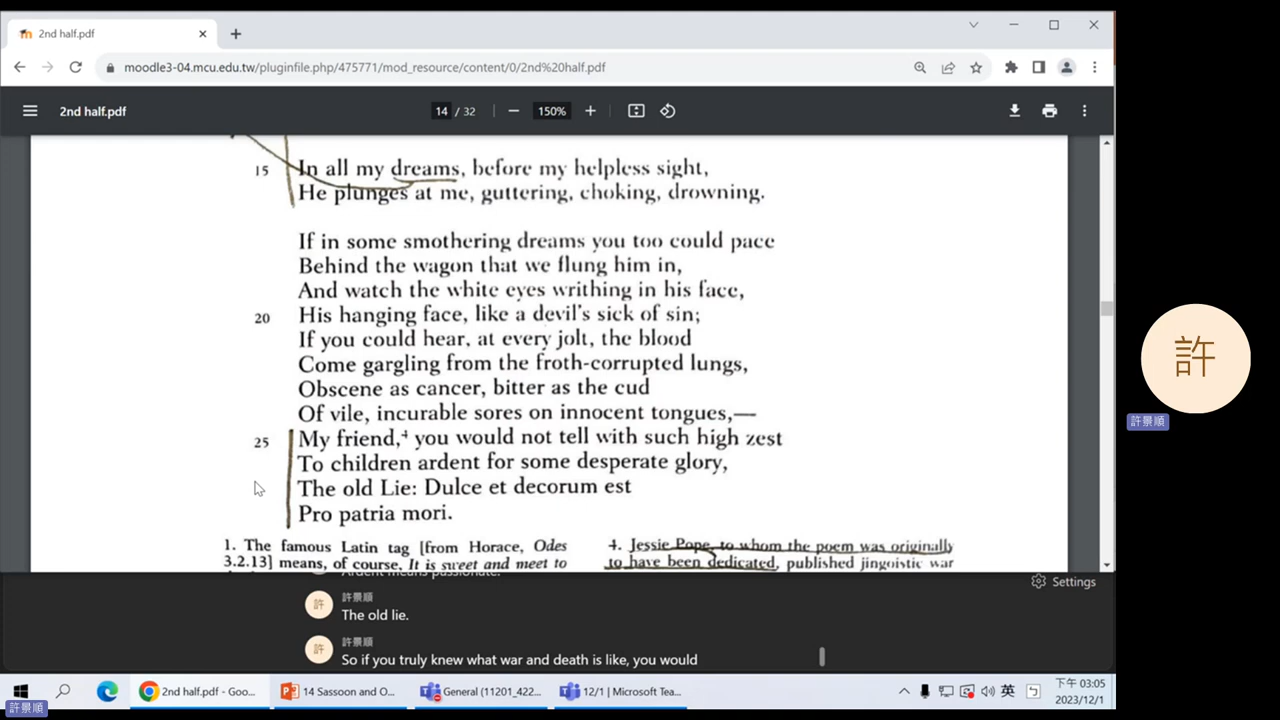 2nd half.pdf
moodle3-04.mcu.edu.tw/pluginfile.php/475771/mod_resource/content/0/2nd%20half.pdf
2nd half.pdf
14 / 32
150%
15 In all my dreams, before my helpless sight,
He plunges at me, guttering, choking, drowning.
If in some smothering dreams you too could pace
Behind the wagon that we flung him in,
And watch the white eyes writhing in his face,
20 His hanging face, like a devil's sick of sin;
If you could hear, at every jolt, the blood
Come gargling from the froth-corrupted lungs,
Obscene as cancer, bitter as the cud
Of vile, incurable sores on innocent tongues,—
25 My friend,⁴ you would not tell with such high zest
To children ardent for some desperate glory,
The old Lie: Dulce et decorum est
Pro patria mori.
1. The famous Latin tag [from Horace, Odes
3.2.13] means, of course, It is sweet and meet to
4. Jessie Pope, to whom the poem was originally
to have been dedicated, published jingoistic war
Ardent means passionate.
Settings
許
許景順
The old lie.
許
許景順
So if you truly knew what war and death is like, you would
許
許景順
2nd half.pdf - Goo...
14 Sassoon and O...
General (11201_422...
12/1 | Microsoft Tea...
英
下午 03:05
2023/12/1
許景順